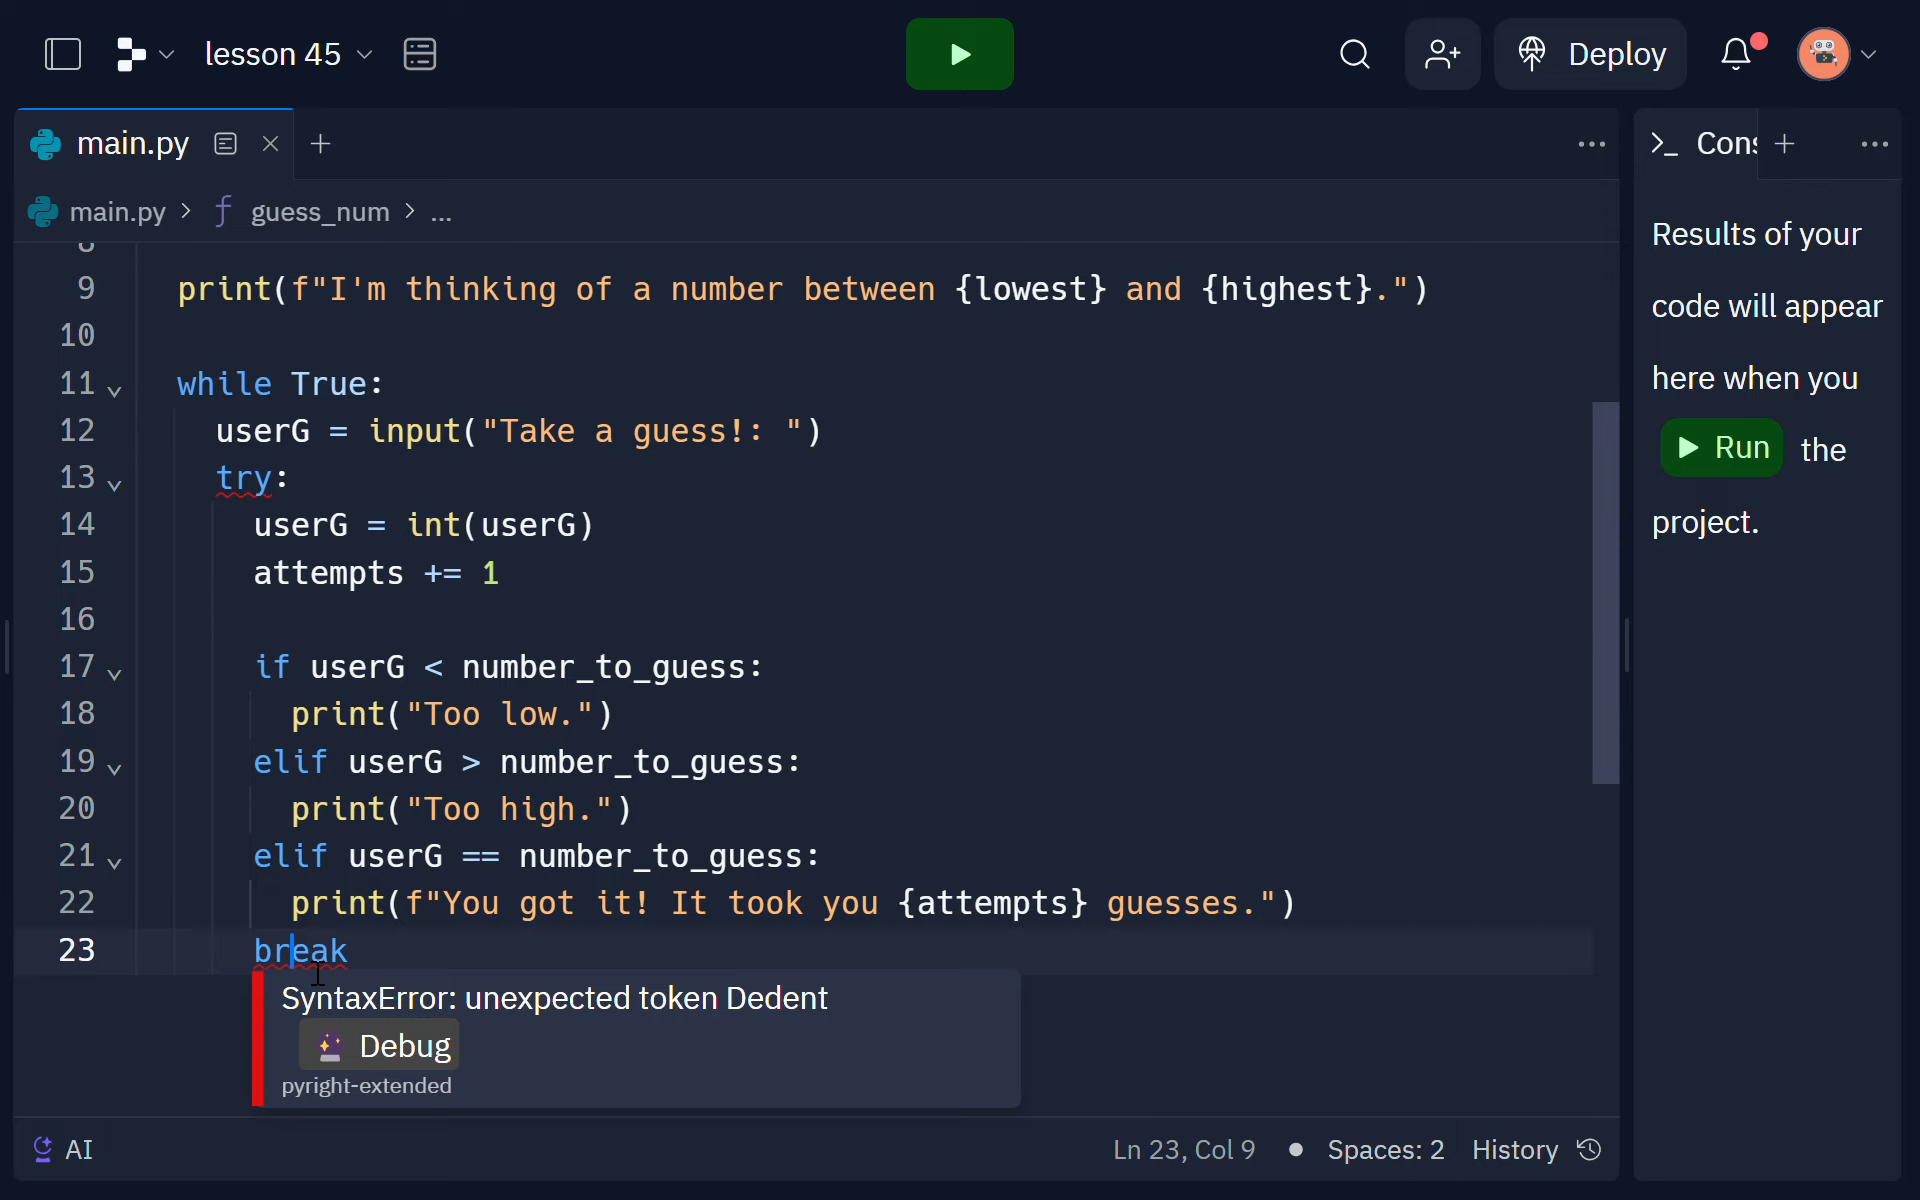 lesson 45
Deploy
main.py
Cons
main.py > guess_num > ...
9 print(f"I'm thinking of a number between {lowest} and {highest}.")
10
11 while True:
12 userG = input("Take a guess!: ")
13 try:
14 userG = int(userG)
15 attempts += 1
16
17 if userG < number_to_guess:
18 print("Too low.")
19 elif userG > number_to_guess:
20 print("Too high.")
21 elif userG == number_to_guess:
22 print(f"You got it! It took you {attempts} guesses.")
23 break
SyntaxError: unexpected token Dedent
Debug
pyright-extended
AI
Ln 23, Col 9
Spaces: 2
History
Results of your
code will appear
here when you
Run the
project.